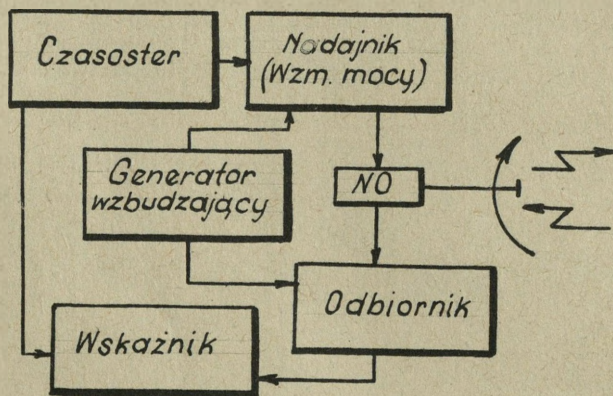 Czasoster
Nadajnik
(Wzm. mocy)
Generator
wzbudzający
NO
Odbiornik
Wskaźnik